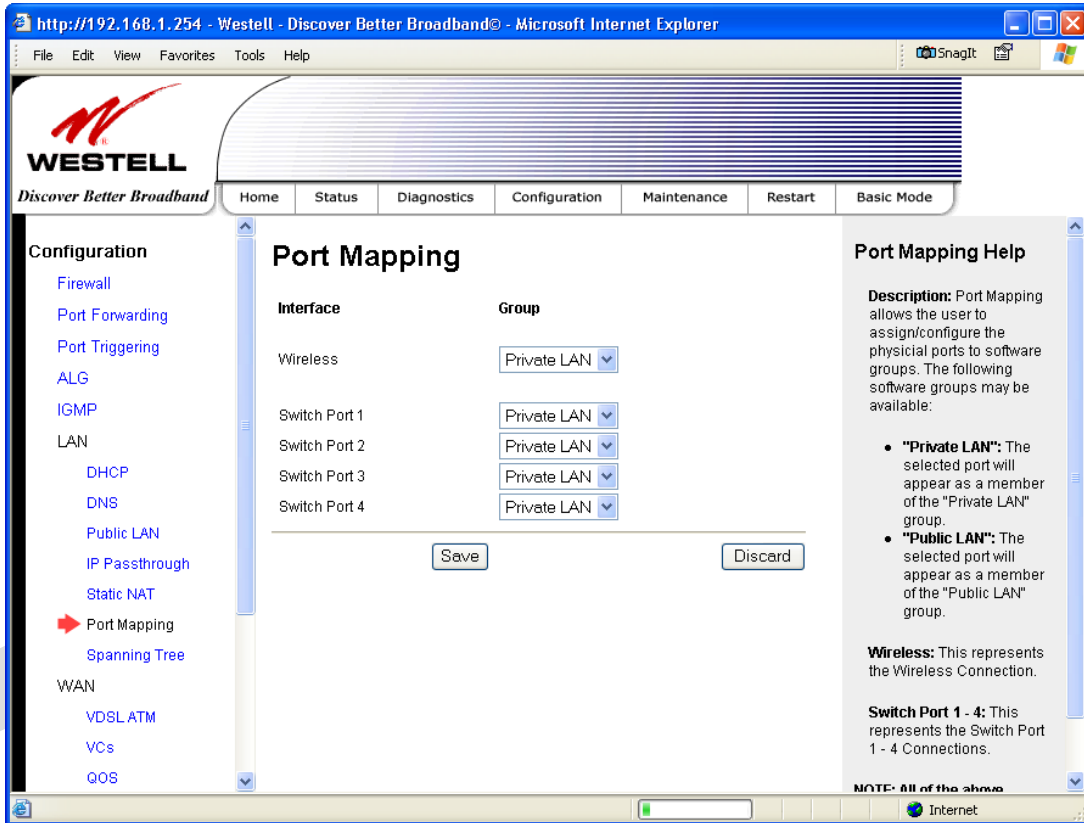 http://192.168.1.254 - Westell - Discover Better Broadband© - Microsoft Internet Explorer
File Edit View Favorites Tools Help
SnagIt
WESTELL
Discover Better Broadband
Home Status Diagnostics Configuration Maintenance Restart Basic Mode
Configuration
Firewall
Port Forwarding
Port Triggering
ALG
IGMP
LAN
DHCP
DNS
Public LAN
IP Passthrough
Static NAT
Port Mapping
Spanning Tree
WAN
VDSL ATM
VCs
QOS
Port Mapping
Interface Group
Wireless Private LAN
Switch Port 1 Private LAN
Switch Port 2 Private LAN
Switch Port 3 Private LAN
Switch Port 4 Private LAN
Save Discard
Port Mapping Help
Description: Port Mapping
allows the user to
assign/configure the
physicial ports to software
groups. The following
software groups may be
available:
• "Private LAN": The
selected port will
appear as a member
of the "Private LAN"
group.
• "Public LAN": The
selected port will
appear as a member
of the "Public LAN"
group.
Wireless: This represents
the Wireless Connection.
Switch Port 1 - 4: This
represents the Switch Port
1 - 4 Connections.
NOTE: All of the above
Internet